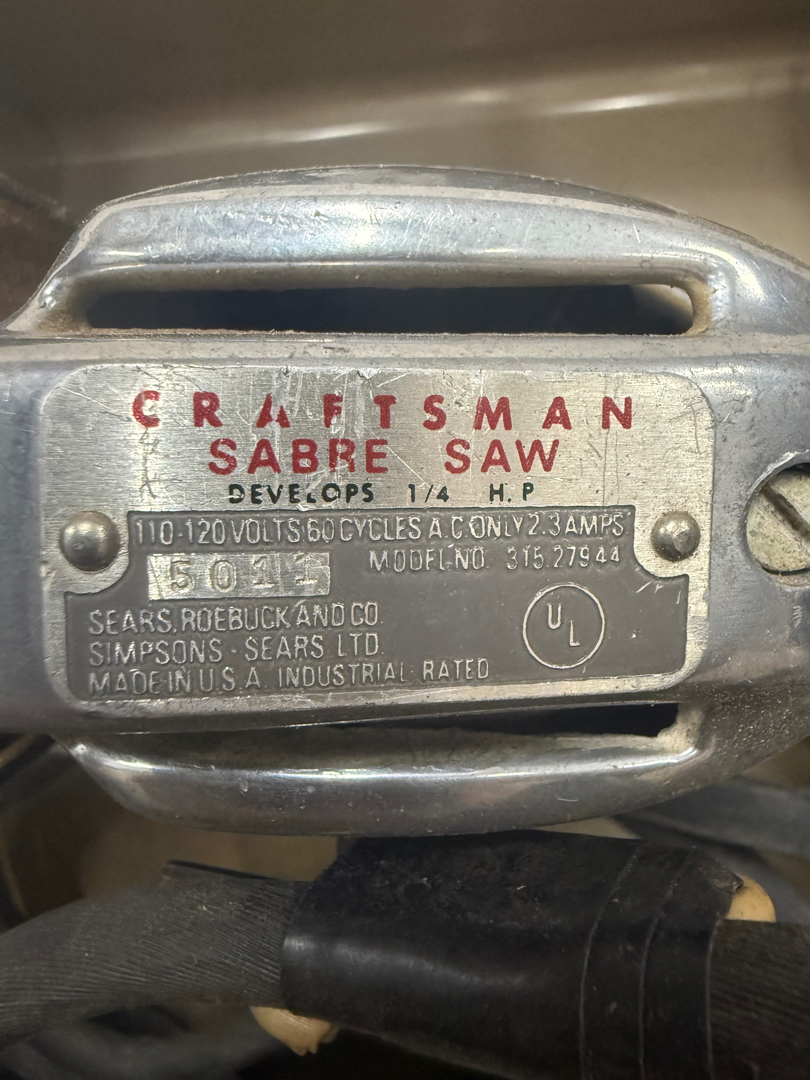 CRAFTSMAN
SABRE SAW
DEVELOPS 1/4 H.P
110-120 VOLTS 60 CYCLES A.C. ONLY 2.3 AMPS
5011 MODEL NO. 315.27944
SEARS, ROEBUCK AND CO.
SIMPSONS - SEARS LTD.
MADE IN U.S.A. INDUSTRIAL RATED
UL